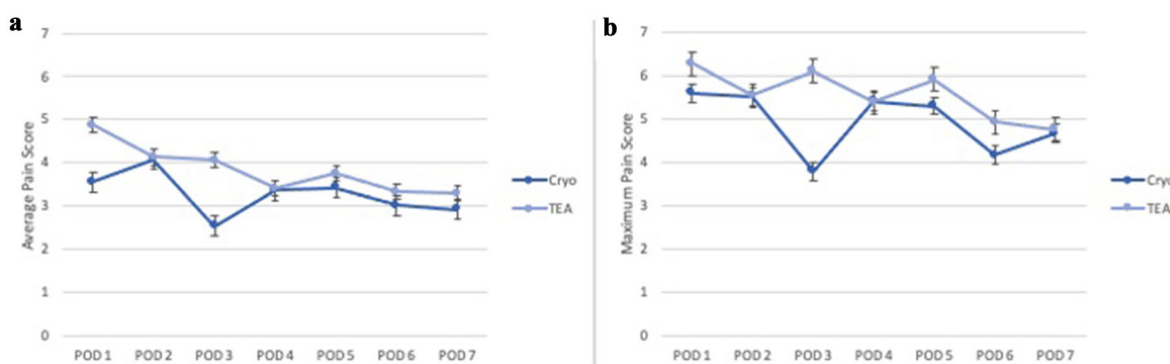 a
7
6
5
4
3
2
1
0
Average Pain Score
POD 1
POD 2
POD 3
POD 4
POD 5
POD 6
POD 7
Cryo
TEA
b
7
6
5
4
3
2
1
0
Maximum Pain Score
POD 1
POD 2
POD 3
POD 4
POD 5
POD 6
POD 7
Cryo
TEA